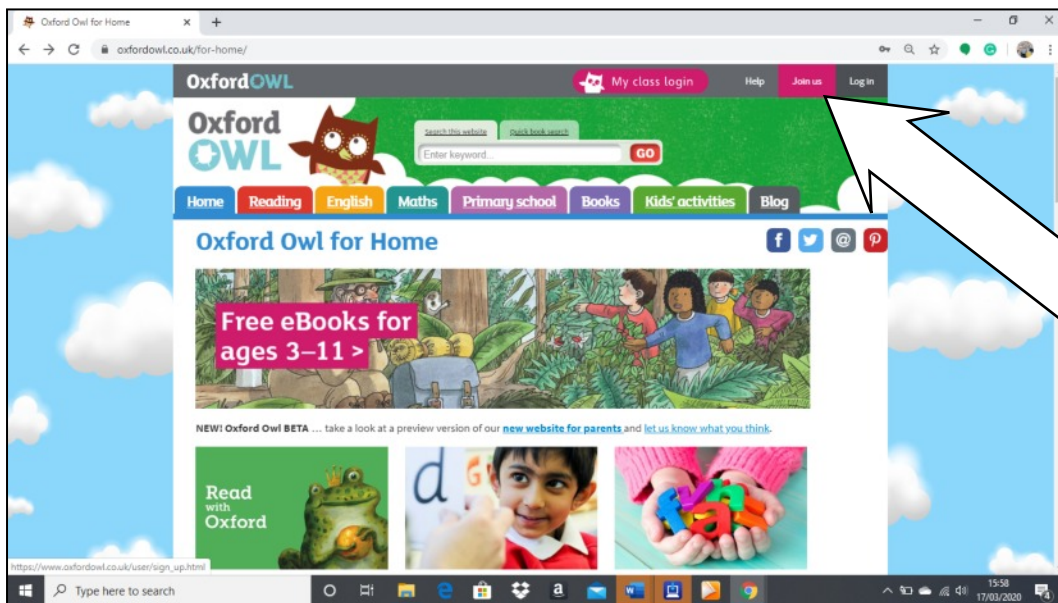 Oxford Owl for Home
oxfordowl.co.uk/for-home/
OxfordOWL
My class login
Help
Join us
Log in
Oxford
OWL
Search this website
Quick book search
Enter keyword...
GO
Home
Reading
English
Maths
Primary school
Books
Kids' activities
Blog
Oxford Owl for Home
Free eBooks for
ages 3–11 >
NEW! Oxford Owl BETA ... take a look at a preview version of our new website for parents and let us know what you think.
Read
with
Oxford
d
fun
fan
https://www.oxfordowl.co.uk/user/sign_up.html
Type here to search
15:58
17/03/2020